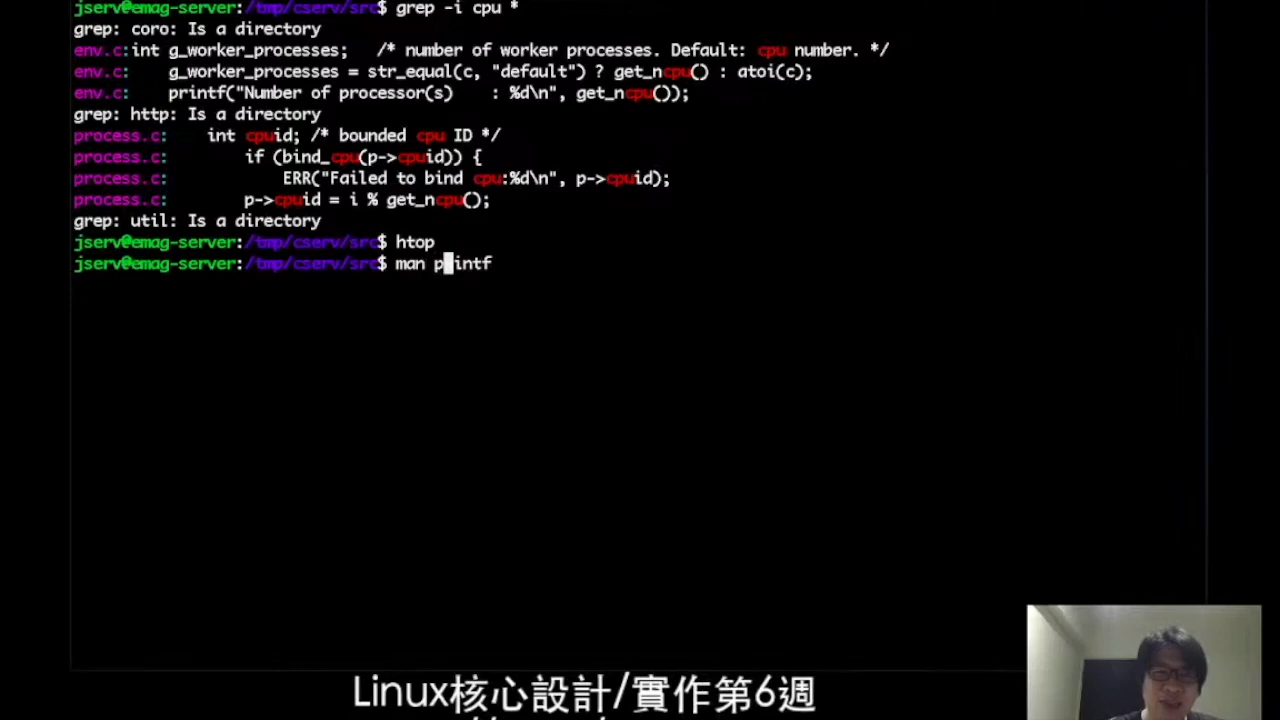 jserv@emag-server:/tmp/cserv/src$ grep -i cpu *
grep: coro: Is a directory
env.c:int g_worker_processes;   /* number of worker processes. Default: cpu number. */
env.c:    g_worker_processes = str_equal(c, "default") ? get_ncpu() : atoi(c);
env.c:    printf("Number of processor(s)    : %d\n", get_ncpu());
grep: http: Is a directory
process.c:    int cpuid; /* bounded cpu ID */
process.c:        if (bind_cpu(p->cpuid)) {
process.c:            ERR("Failed to bind cpu:%d\n", p->cpuid);
process.c:        p->cpuid = i % get_ncpu();
grep: util: Is a directory
jserv@emag-server:/tmp/cserv/src$ htop
jserv@emag-server:/tmp/cserv/src$ man p intf
Linux核心設計/實作第6週